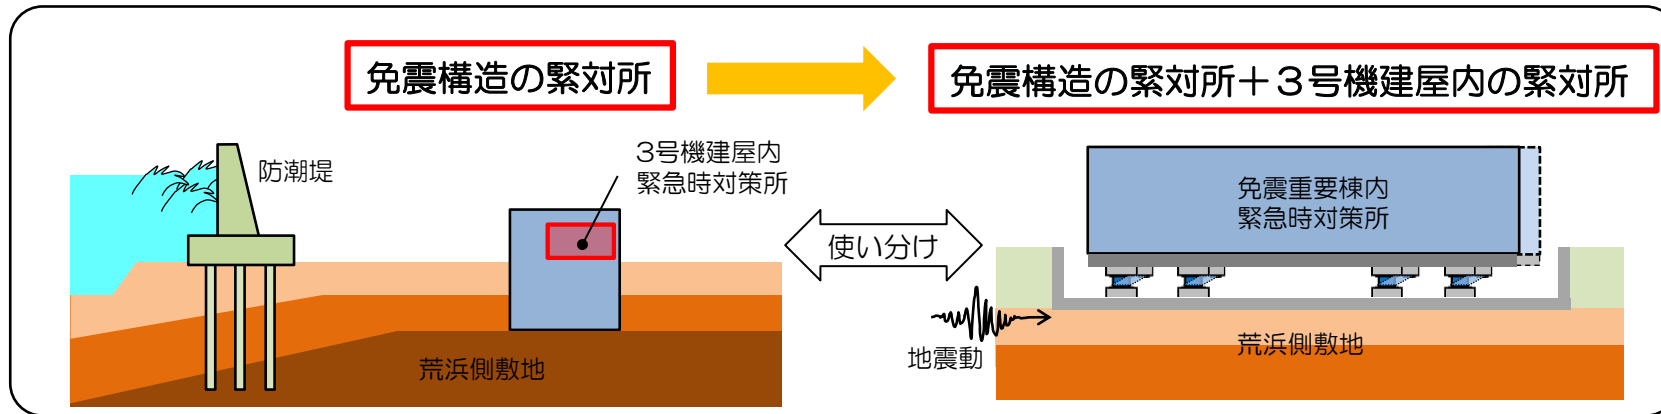 免震構造の緊対所
免震構造の緊対所＋３号機建屋内の緊対所
防潮堤
3号機建屋内
緊急時対策所
荒浜側敷地
使い分け
免震重要棟内
緊急時対策所
地震動
荒浜側敷地